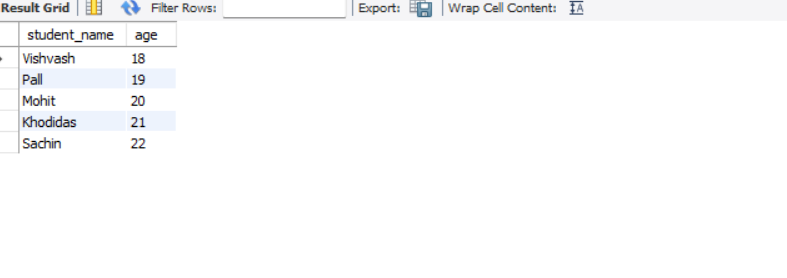 Result Grid Filter Rows: Export: Wrap Cell Content: IA
student_name age
Vishvash 18
Pall 19
Mohit 20
Khodidas 21
Sachin 22